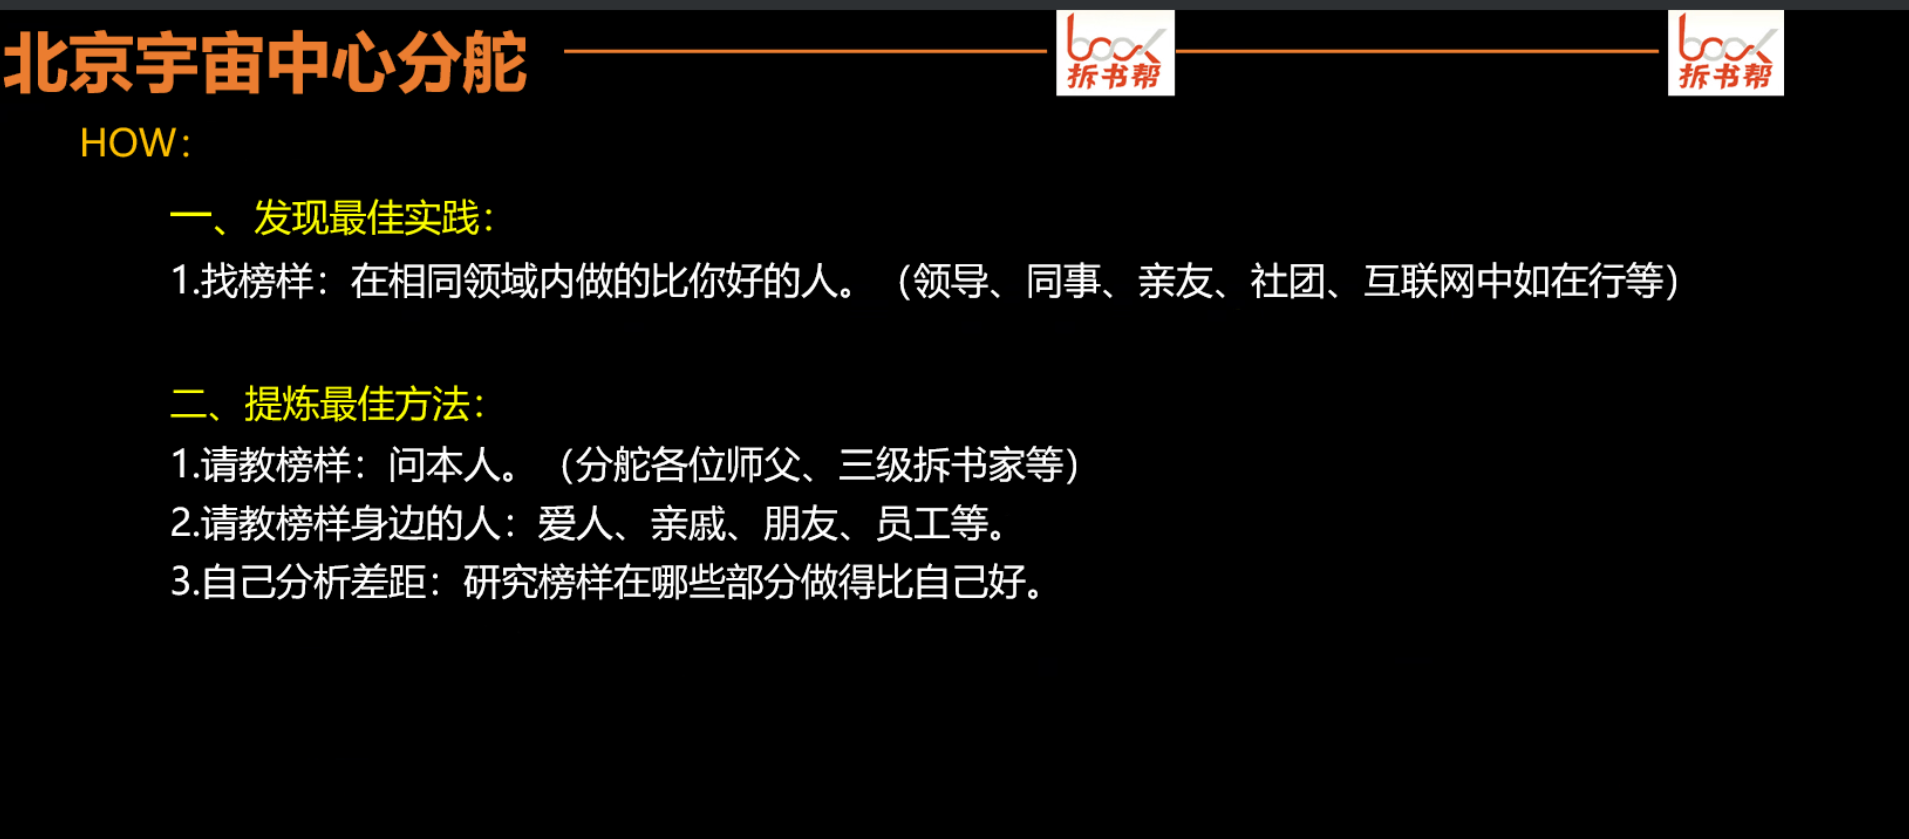 北京宇宙中心分舵
book
拆书帮
book
拆书帮
HOW：
一、发现最佳实践：
1.找榜样：在相同领域内做的比你好的人。（领导、同事、亲友、社团、互联网中如在行等）
二、提炼最佳方法：
1.请教榜样：问本人。（分舵各位师父、三级拆书家等）
2.请教榜样身边的人：爱人、亲戚、朋友、员工等。
3.自己分析差距：研究榜样在哪些部分做得比自己好。